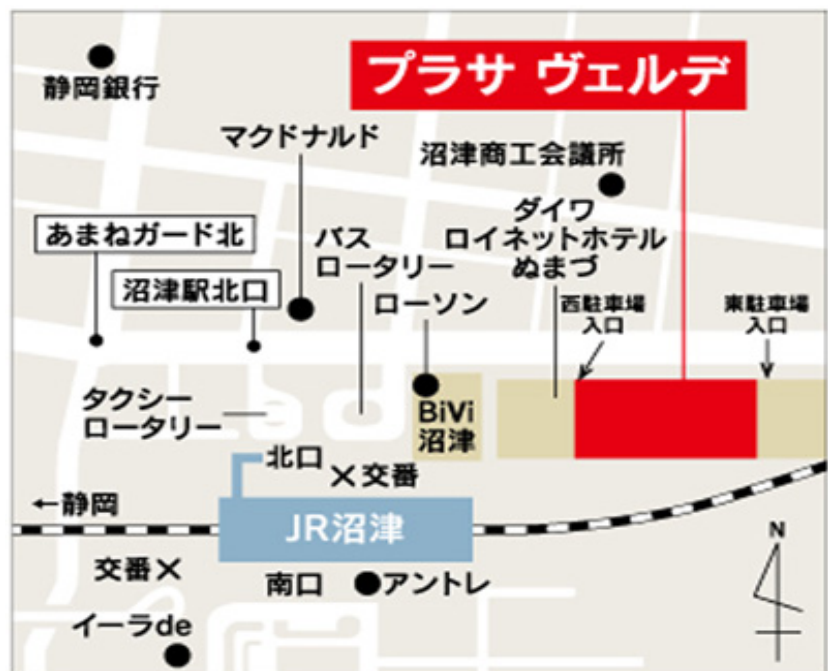 プラサ ヴェルデ
静岡銀行
マクドナルド
沼津商工会議所
あまねガード北
バス
ロータリー
ダイワ
ロイネットホテル
ぬまづ
沼津駅北口
ローソン
西駐車場
入口
東駐車場
入口
タクシー
ロータリー
BiVi
沼津
北口
交番
←静岡
JR沼津
交番
南口
アントレ
イーラde
N